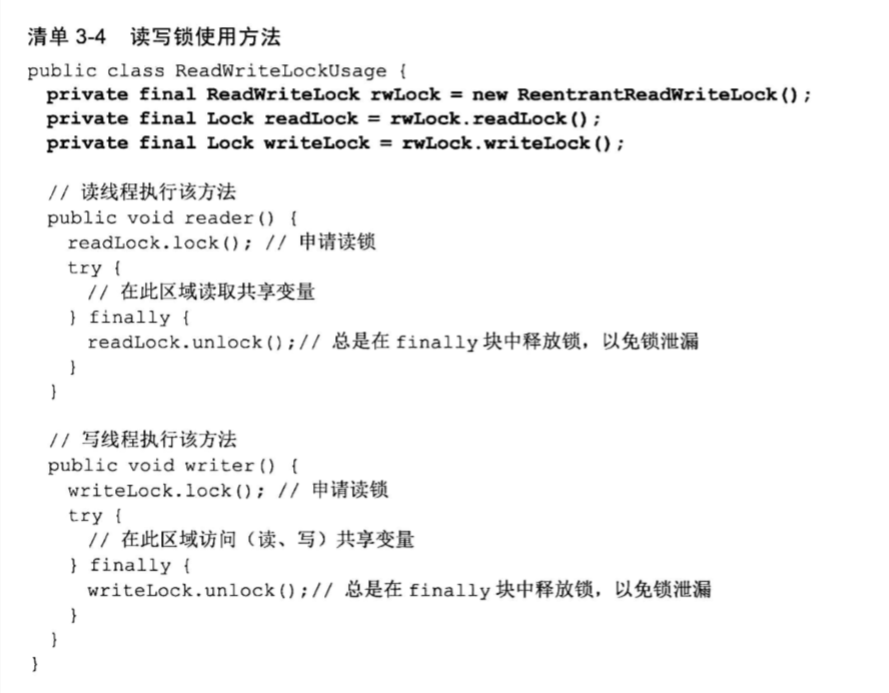 清单 3-4 读写锁使用方法
public class ReadWriteLockUsage {
private final ReadWriteLock rwLock = new ReentrantReadWriteLock();
private final Lock readLock = rwLock.readLock();
private final Lock writeLock = rwLock.writeLock();
// 读线程执行该方法
public void reader() {
readLock.lock(); // 申请读锁
try {
// 在此区域读取共享变量
} finally {
readLock.unlock();// 总是在 finally 块中释放锁，以免锁泄漏
}
}
// 写线程执行该方法
public void writer() {
writeLock.lock(); // 申请读锁
try {
// 在此区域访问（读、写）共享变量
} finally {
writeLock.unlock();// 总是在 finally 块中释放锁，以免锁泄漏
}
}
}